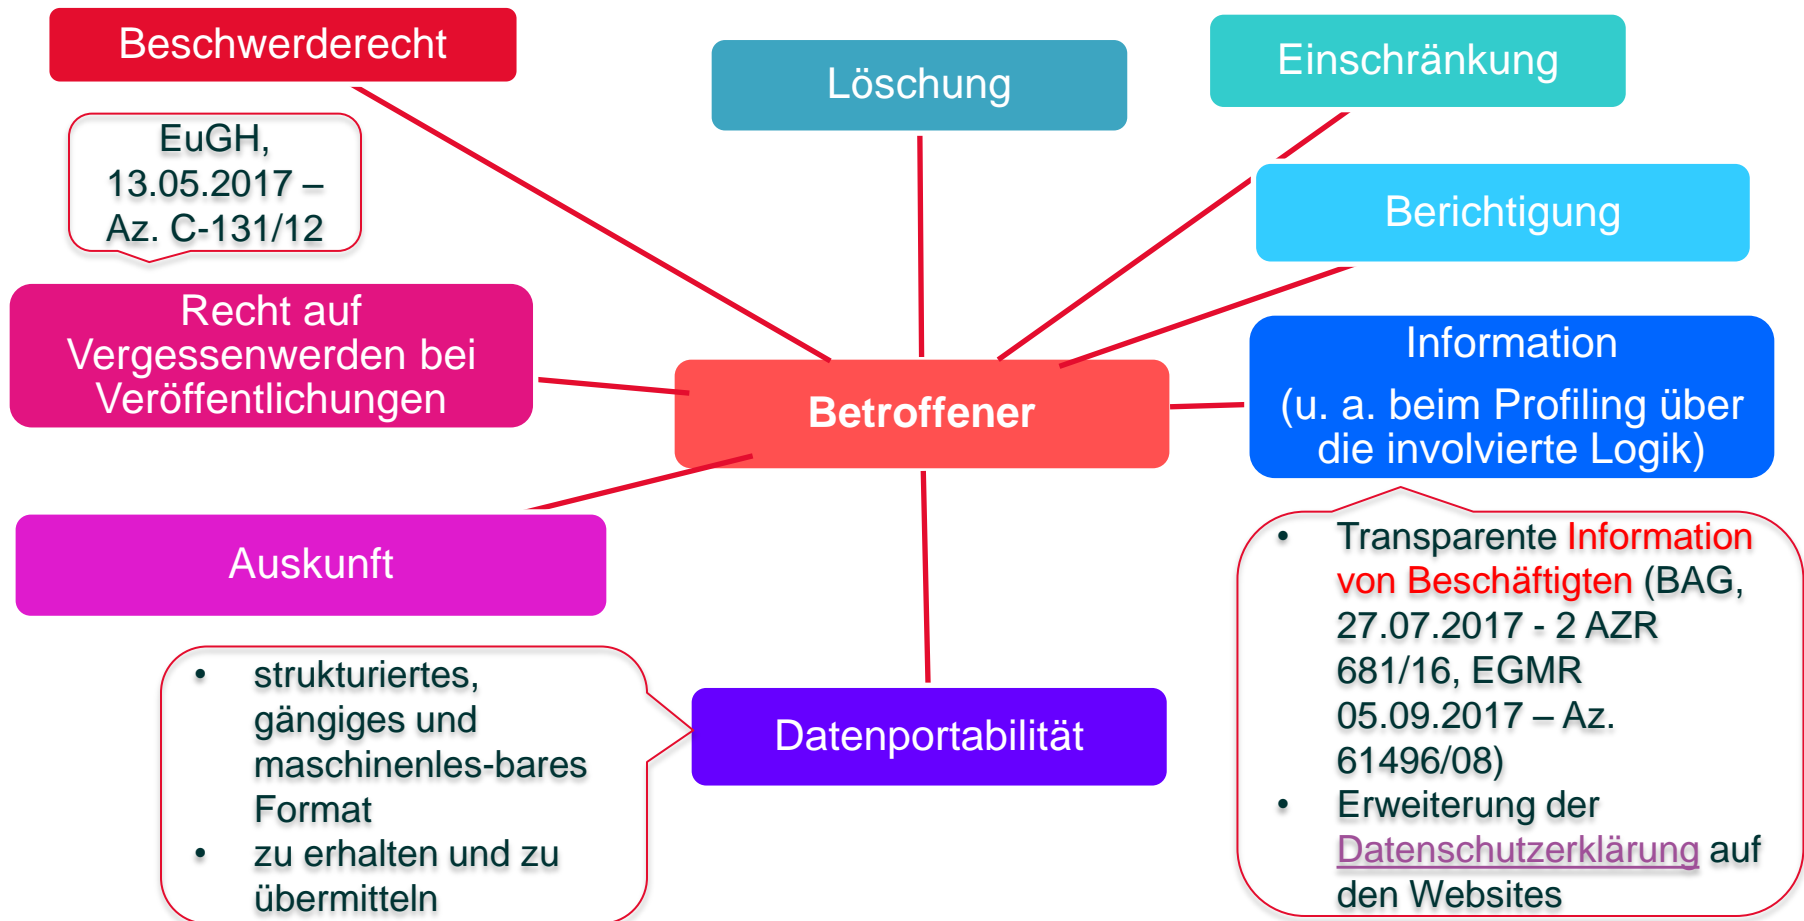 Beschwerderecht
Löschung
Einschränkung
EuGH,
13.05.2017 –
Az. C-131/12
Berichtigung
Recht auf
Vergessenwerden bei
Veröffentlichungen
Betroffener
Information
(u. a. beim Profiling über
die involvierte Logik)
Auskunft
• Transparente Information
von Beschäftigten (BAG,
27.07.2017 - 2 AZR
681/16, EGMR
05.09.2017 – Az.
61496/08)
• Erweiterung der
Datenschutzerklärung auf
den Websites
• strukturiertes,
gängiges und
maschinenles-bares
Format
• zu erhalten und zu
übermitteln
Datenportabilität